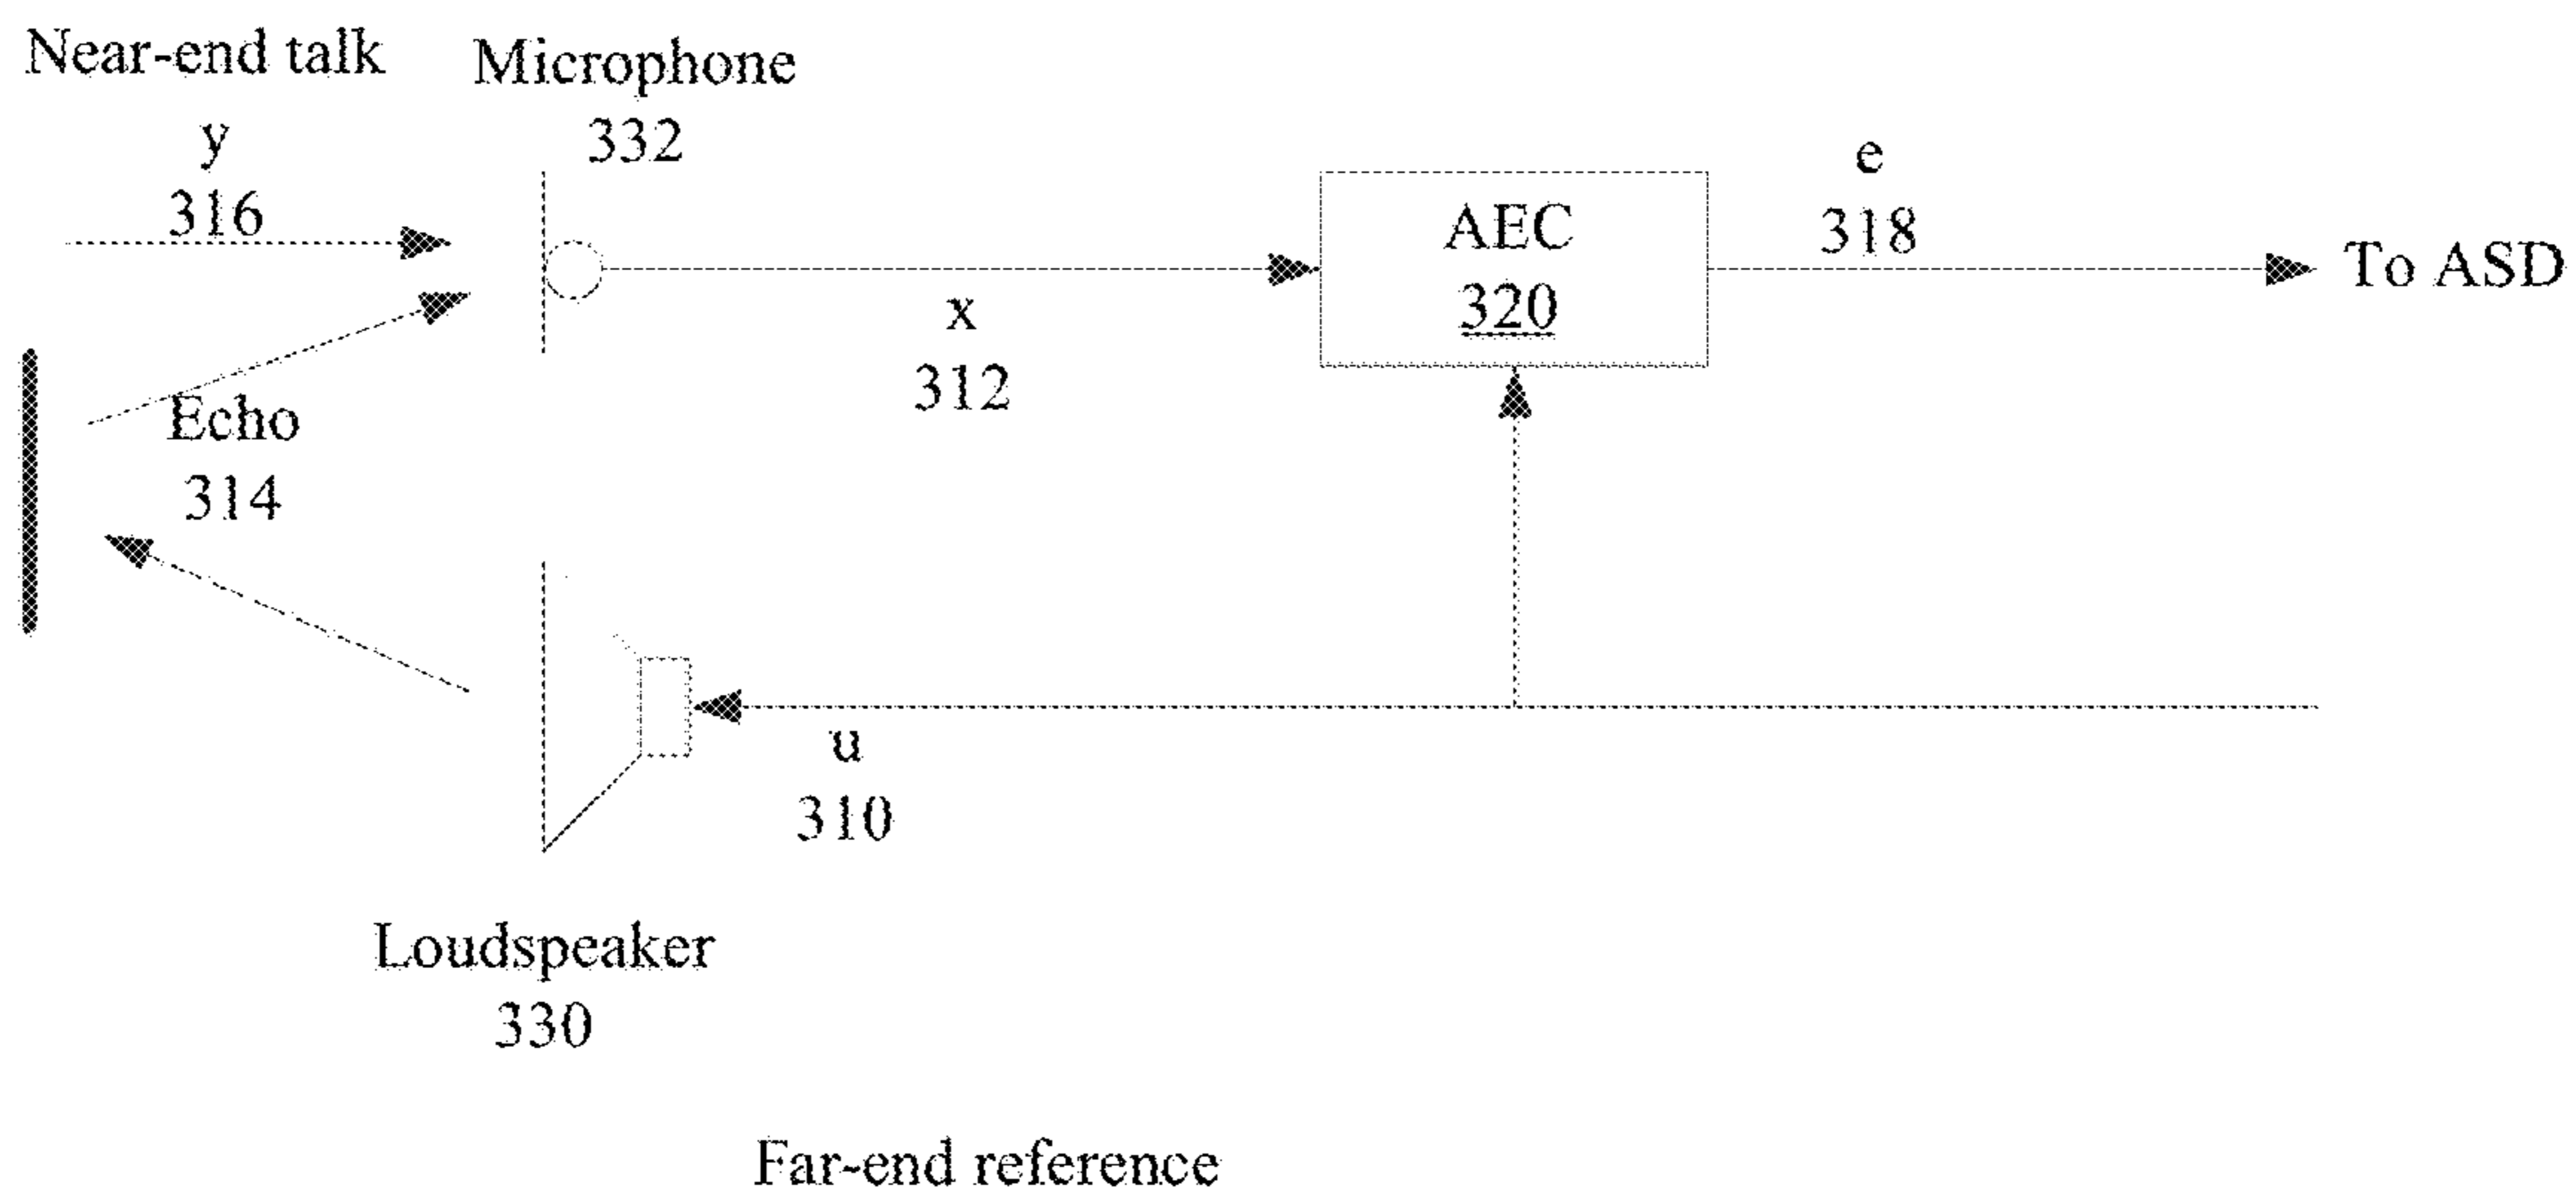 Near-end talk
y
316
Microphone
332
Echo
314
x
312
AEC
320
e
318
To ASD
u
310
Loudspeaker
330
Far-end reference